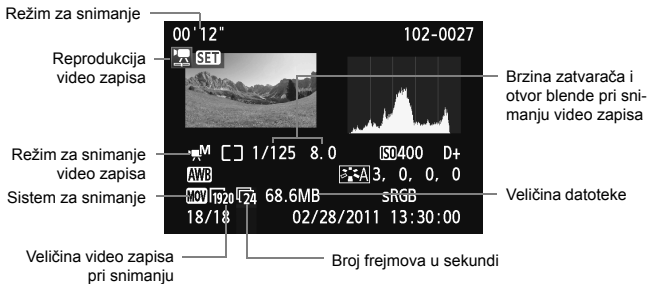 Režim za snimanje
00'12" 102-0027
SET
Reprodukcija
video zapisa
Brzina zatvarača i
otvor blende pri sni-
manju video zapisa
Režim za snimanje
video zapisa
M 1/125 8.0 ISO400 D+
AWB A 3, 0, 0, 0
Sistem za snimanje
MOV 1920 24 68.6MB sRGB
Veličina datoteke
18/18 02/28/2011 13:30:00
Veličina video zapisa
pri snimanju
Broj frejmova u sekundi